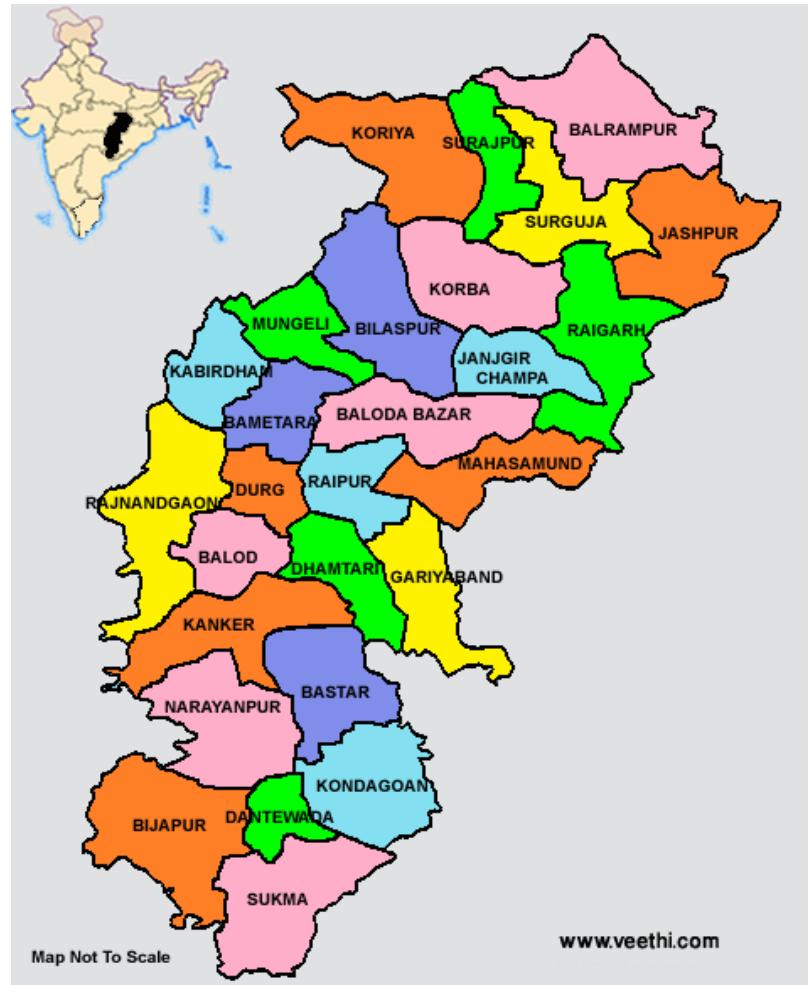 KORIYA
SURAJPUR
BALRAMPUR
SURGUJA
JASHPUR
KORBA
MUNGELI
BILASPUR
RAIGARH
JANJGIR
CHAMPA
KABIRDHAM
BAMETARA
BALODA BAZAR
MAHASAMUND
RAJNANDGAON
DURG
RAIPUR
BALOD
DHAMTARI
GARIYABAND
KANKER
BASTAR
NARAYANPUR
KONDAGOAN
BIJAPUR
DANTEWADA
SUKMA
www.veethi.com
Map Not To Scale